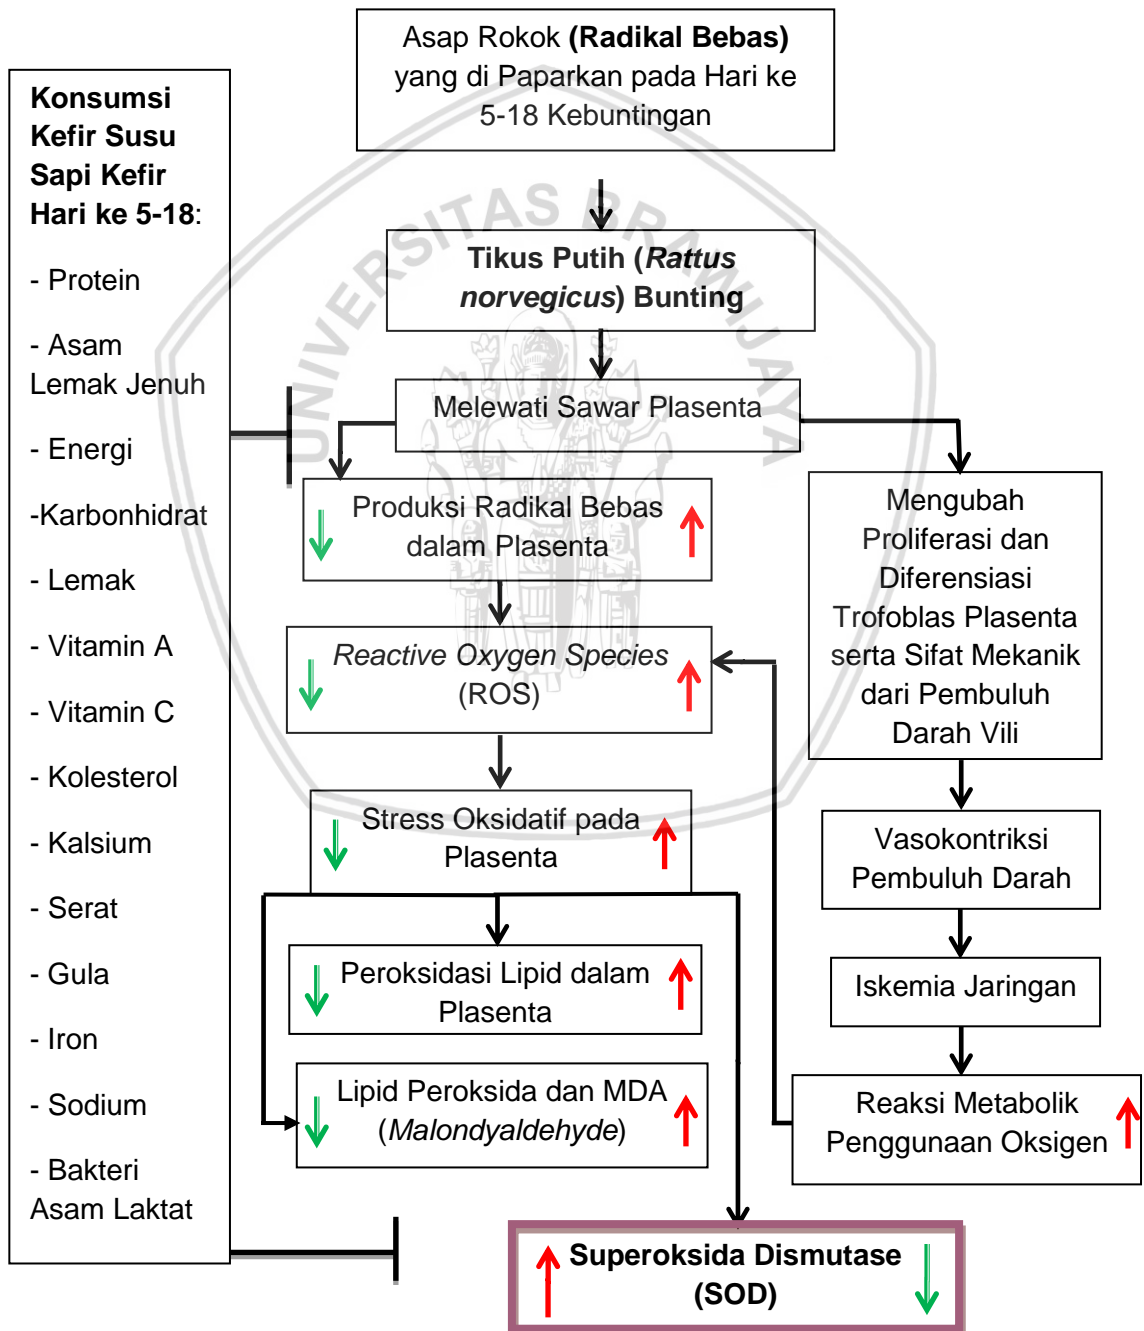 Asap Rokok (Radikal Bebas)
yang di Paparkan pada Hari ke
5-18 Kebuntingan
Konsumsi
Kefir Susu
Sapi Kefir
Hari ke 5-18:
- Protein
- Asam
Lemak Jenuh
- Energi
-Karbonhidrat
- Lemak
- Vitamin A
- Vitamin C
- Kolesterol
- Kalsium
- Serat
- Gula
- Iron
- Sodium
- Bakteri
Asam Laktat
UNIVERSITAS BRAWIJAYA
Tikus Putih (Rattus
norvegicus) Bunting
Melewati Sawar Plasenta
Produksi Radikal Bebas
dalam Plasenta
Reactive Oxygen Species
(ROS)
Stress Oksidatif pada
Plasenta
Peroksidasi Lipid dalam
Plasenta
Lipid Peroksida dan MDA
(Malondyaldehyde)
Mengubah
Proliferasi dan
Diferensiasi
Trofoblas Plasenta
serta Sifat Mekanik
dari Pembuluh
Darah Vili
Vasokontriksi
Pembuluh Darah
Iskemia Jaringan
Reaksi Metabolik
Penggunaan Oksigen
Superoksida Dismutase
(SOD)